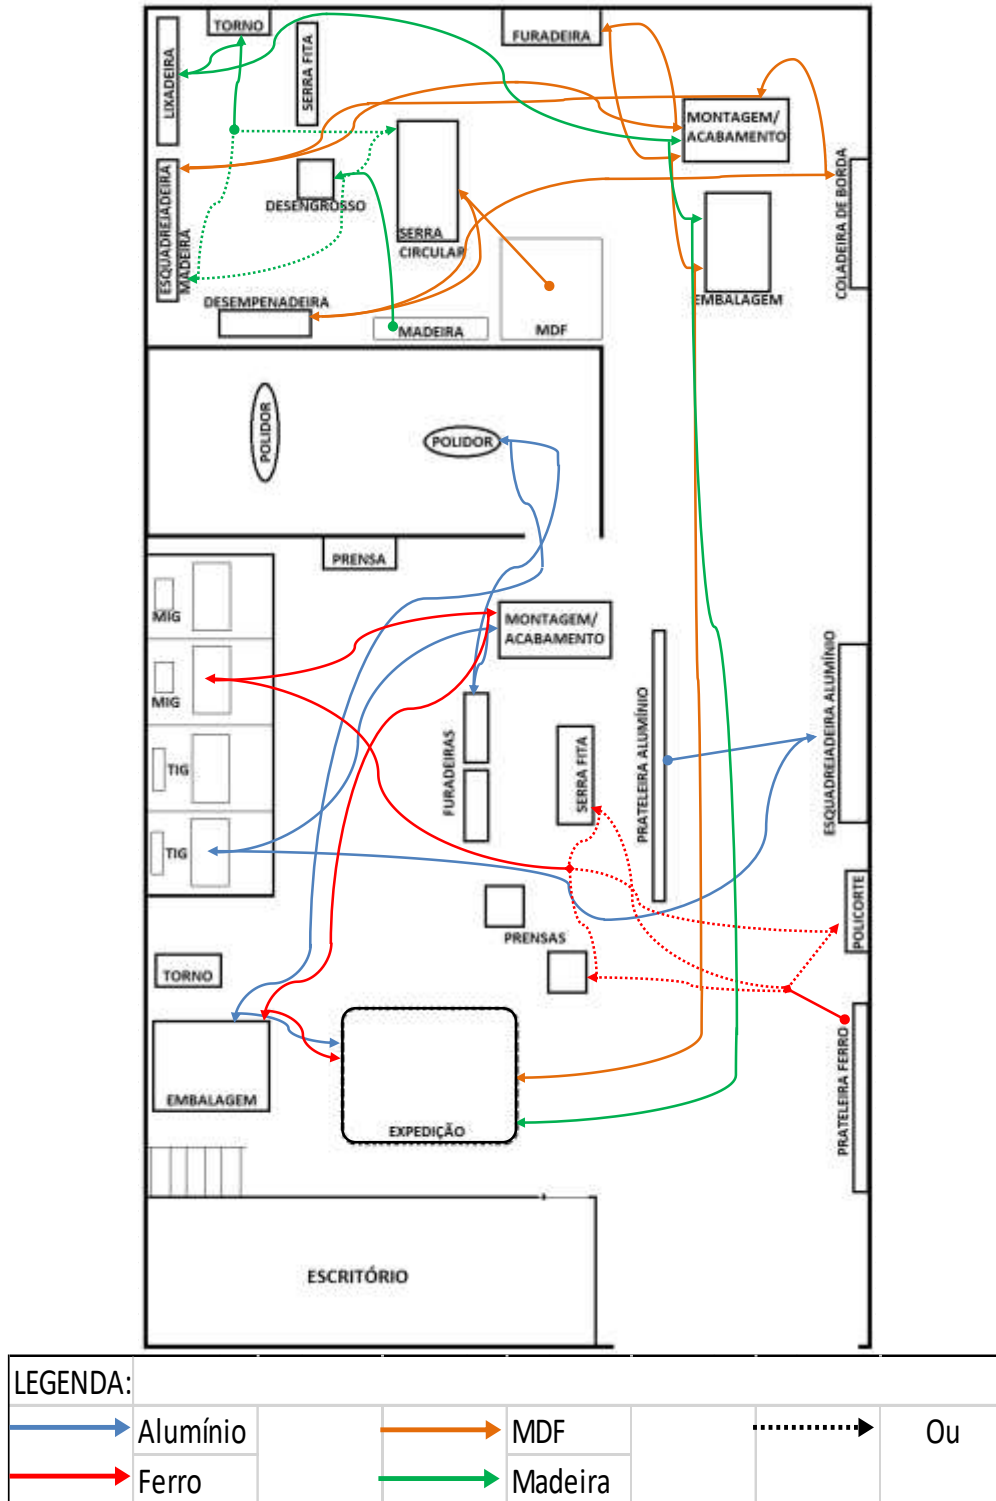 TORNO
FURADEIRA
LIXADEIRA
SERRA FITA
MONTAGEM/
ACABAMENTO
ESQUADREJADEIRA
MADEIRA
DESENGROSSO
SERRA
CIRCULAR
COLADEIRA DE BORDA
EMBALAGEM
DESEMPENADEIRA
MADEIRA
MDF
POLIDOR
POLIDOR
PRENSA
MIG
MONTAGEM/
ACABAMENTO
MIG
FURADEIRAS
SERRA FITA
PRATELEIRA ALUMÍNIO
ESQUADREJADEIRA ALUMÍNIO
TIG
TIG
POLICORTE
PRENSAS
TORNO
PRATELEIRA FERRO
EMBALAGEM
EXPEDIÇÃO
ESCRITÓRIO
LEGENDA:
Alumínio
MDF
Ou
Ferro
Madeira